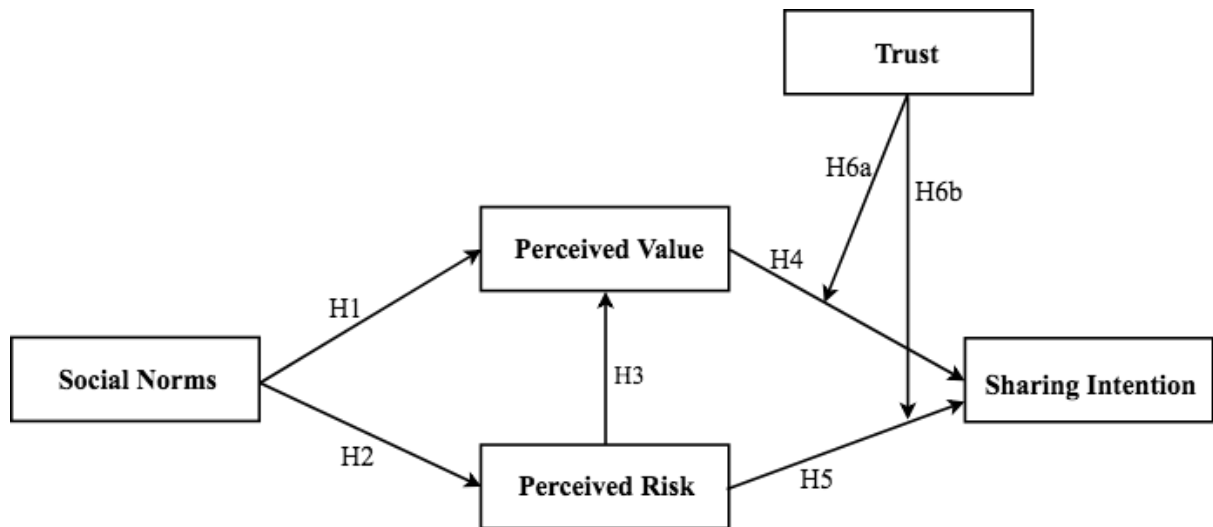 Trust
H6a
H6b
Perceived Value
H4
H1
H3
Social Norms
Sharing Intention
H2
Perceived Risk
H5